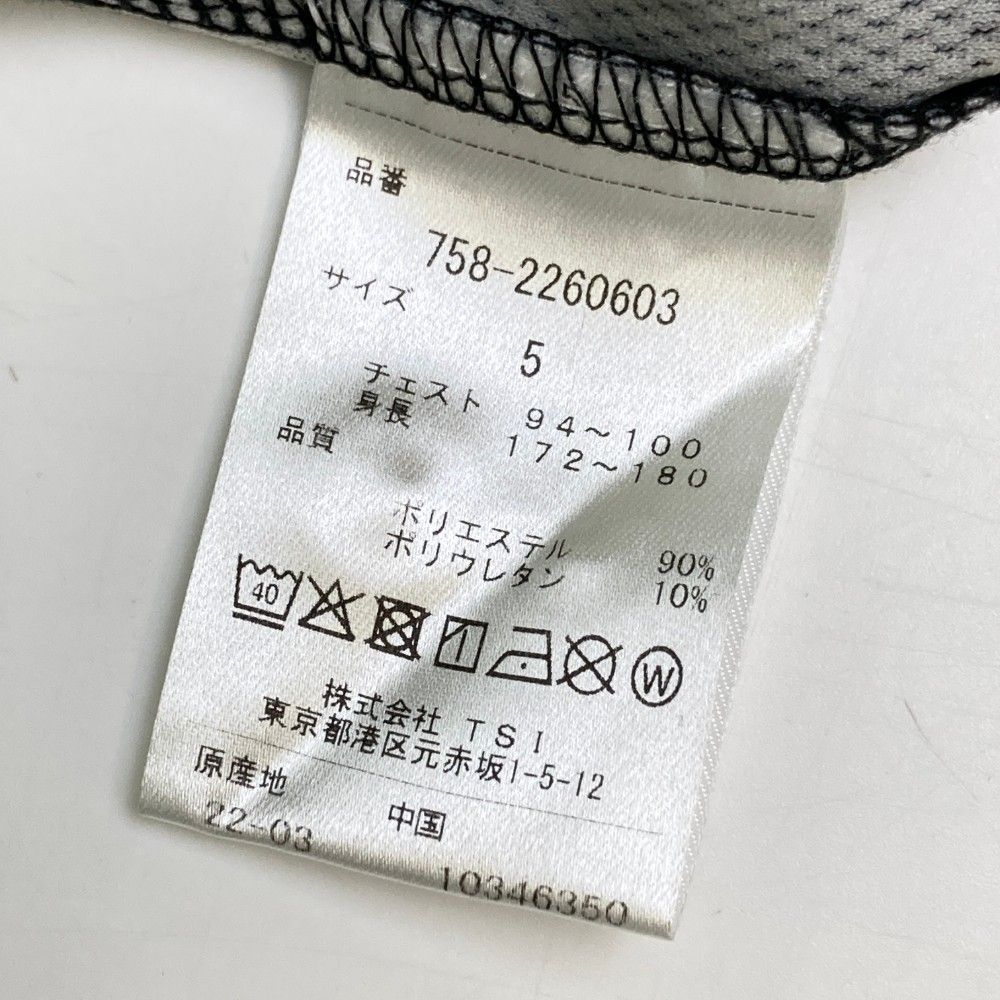 品番
758-2260603
サイズ
5
チェスト 94～100
身長 172～180
品質
ポリエステル 90%
ポリウレタン 10%
40
W
株式会社 TSI
東京都港区元赤坂1-5-12
原産地
中国
22-03
10346350